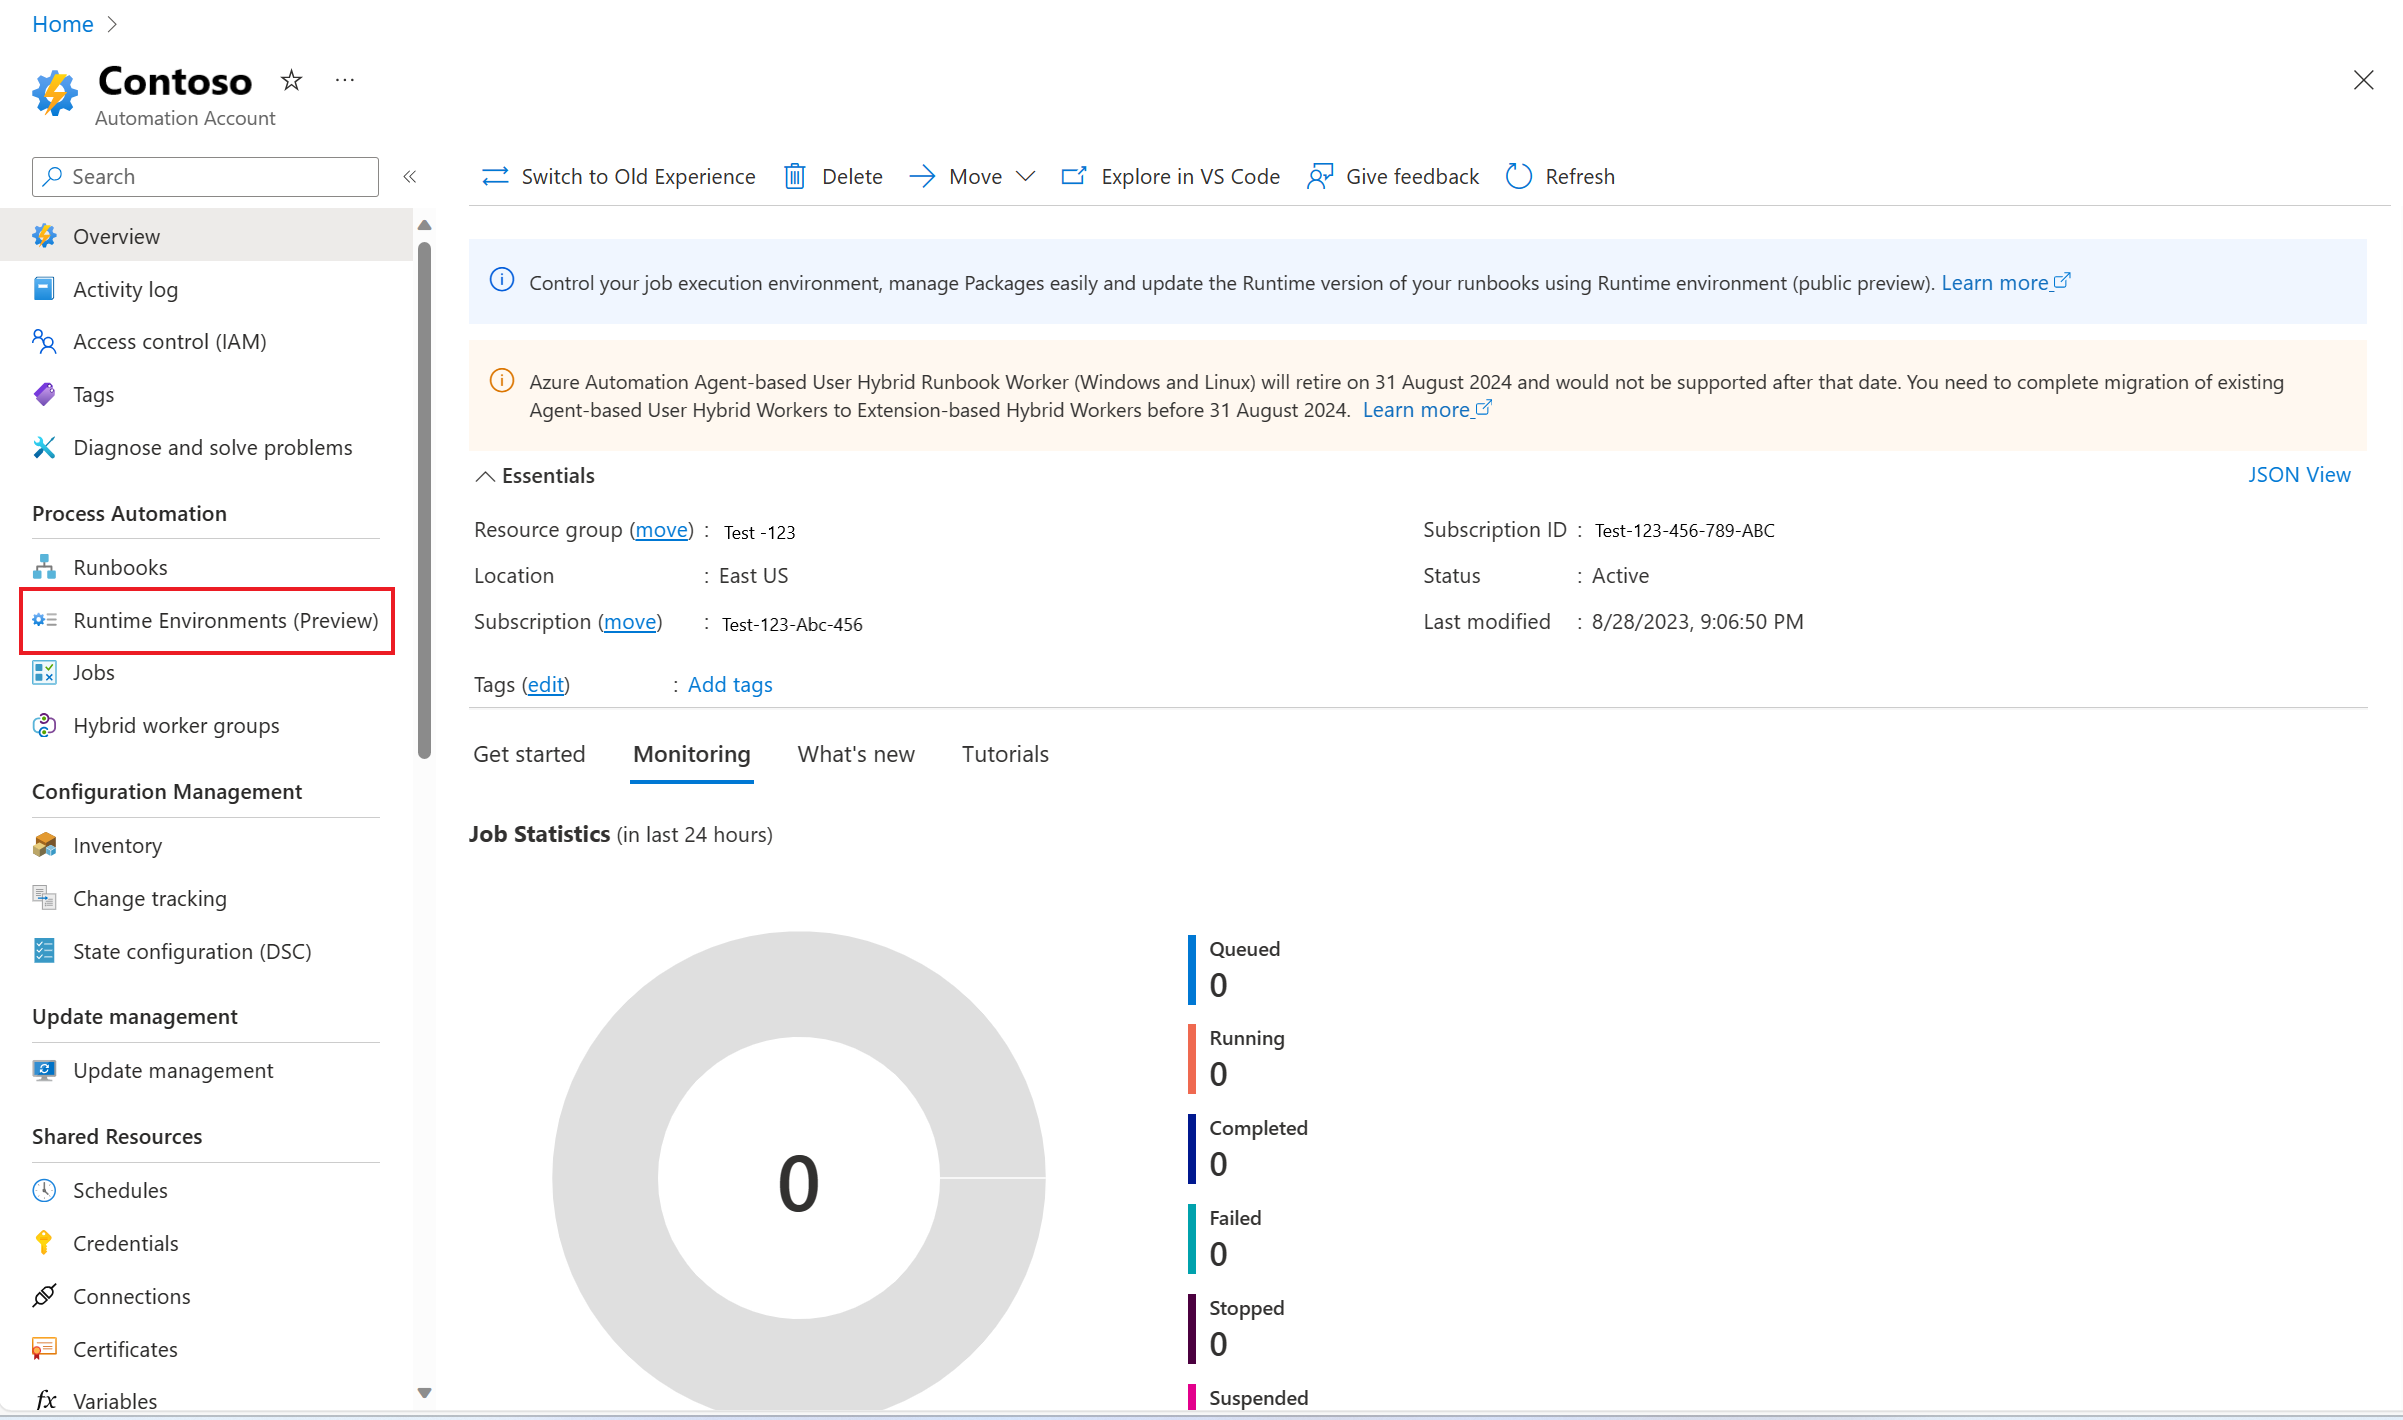 Home
Contoso
Automation Account
Search
Overview
Activity log
Access control (IAM)
Tags
Diagnose and solve problems
Process Automation
Runbooks
Runtime Environments (Preview)
Jobs
Hybrid worker groups
Configuration Management
Inventory
Change tracking
State configuration (DSC)
Update management
Update management
Shared Resources
Schedules
Credentials
Connections
Certificates
Variables
Switch to Old Experience Delete Move Explore in VS Code Give feedback Refresh
Control your job execution environment, manage Packages easily and update the Runtime version of your runbooks using Runtime environment (public preview). Learn more
Azure Automation Agent-based User Hybrid Runbook Worker (Windows and Linux) will retire on 31 August 2024 and would not be supported after that date. You need to complete migration of existing
Agent-based User Hybrid Workers to Extension-based Hybrid Workers before 31 August 2024. Learn more
Essentials JSON View
Resource group (move) : Test -123
Location : East US
Subscription (move) : Test-123-Abc-456
Subscription ID : Test-123-456-789-ABC
Status : Active
Last modified : 8/28/2023, 9:06:50 PM
Tags (edit) : Add tags
Get started Monitoring What's new Tutorials
Job Statistics (in last 24 hours)
0
Queued
0
Running
0
Completed
0
Failed
0
Stopped
0
Suspended